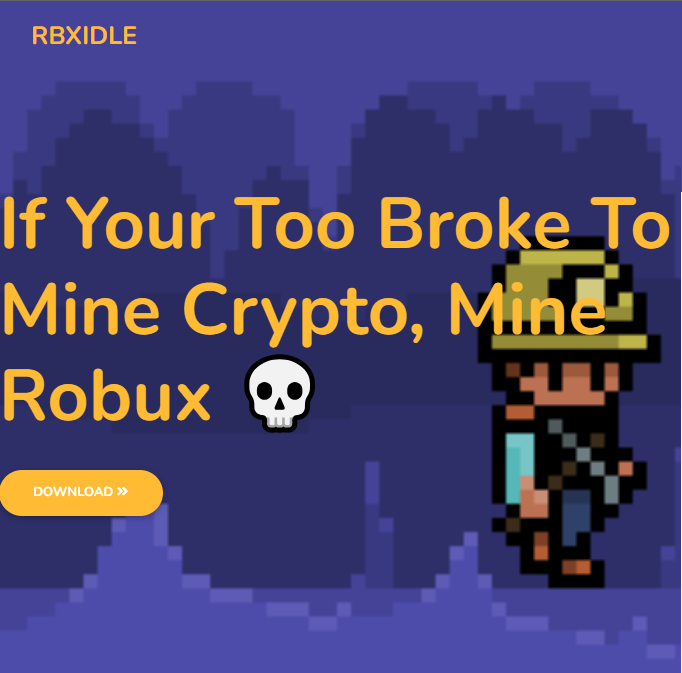 RBXIDLE
If Your Too Broke To
Mine Crypto, Mine
Robux 💀
DOWNLOAD »